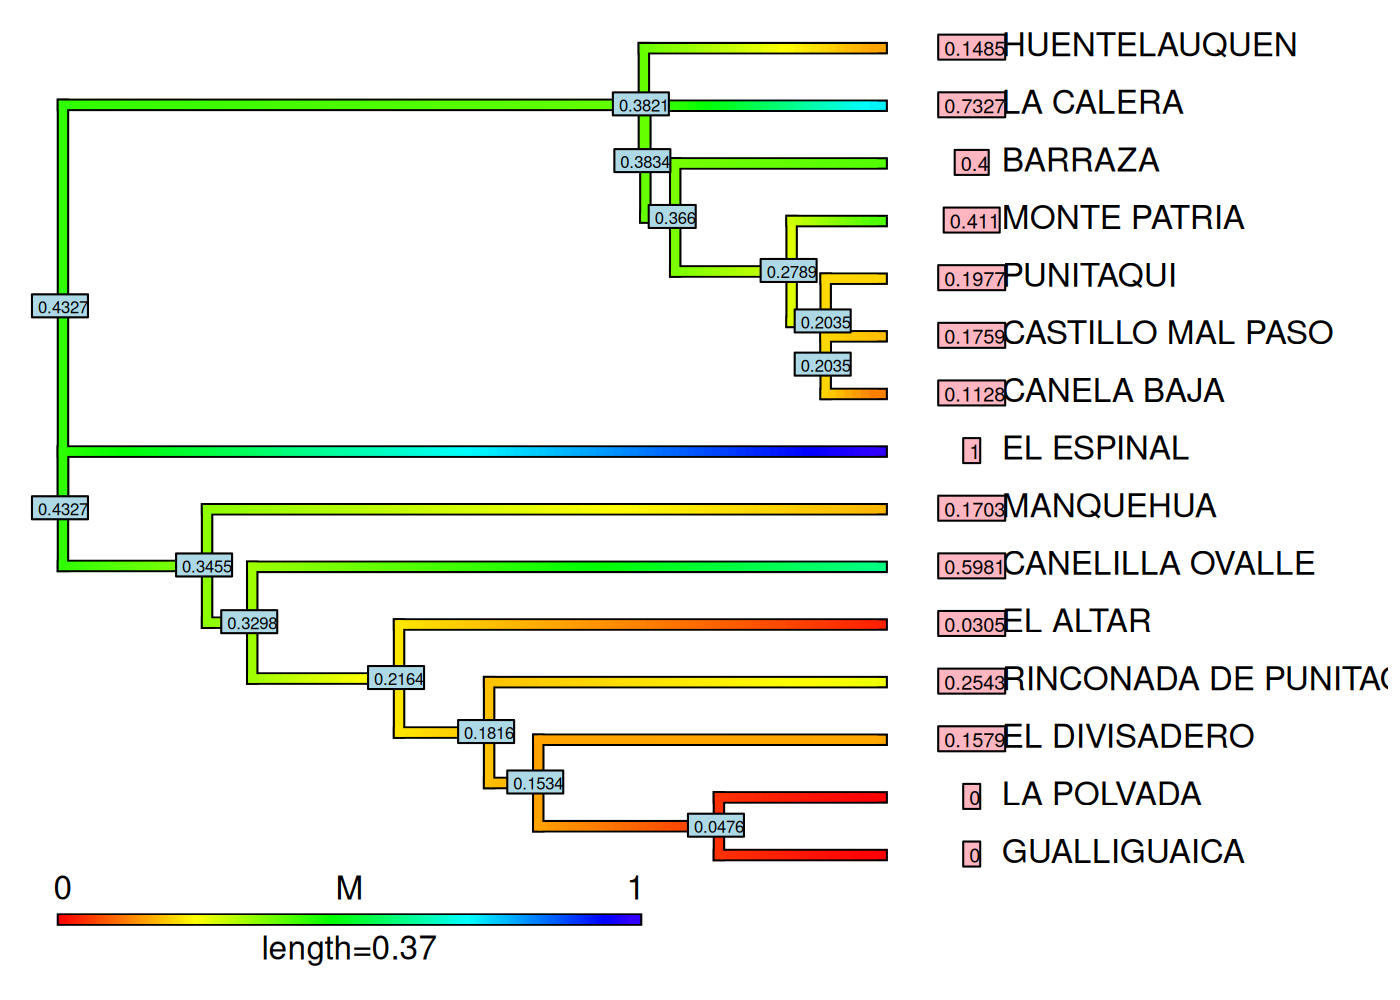 0.1485 HUENTELAUQUEN
0.3821 0.7327 LA CALERA
0.3834 0.4 BARRAZA
0.366 0.411 MONTE PATRIA
0.2789 0.1977 PUNITAQUI
0.4327
0.2035 0.1759 CASTILLO MAL PASO
0.2035
0.1128 CANELA BAJA
1 EL ESPINAL
0.4327 0.1703 MANQUEHUA
0.3455 0.5981 CANELILLA OVALLE
0.3298 0.0305 EL ALTAR
0.2164 0.2543 RINCONADA DE PUNITAQ
0.1816 0.1579 EL DIVISADERO
0.1534
0 LA POLVADA
0.0476
0 GUALLIGUAICA
0 M 1
length=0.37